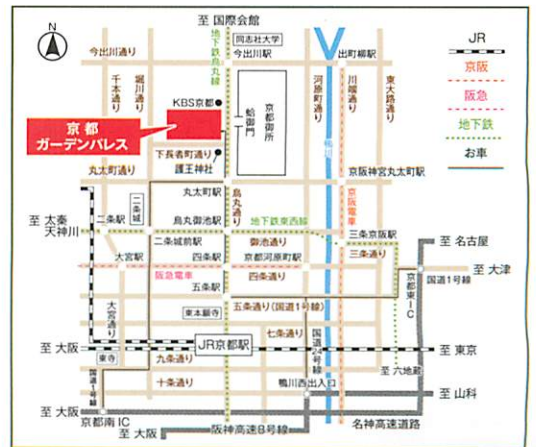 至 国際会館
N
地下鉄烏丸線
同志社大学
JR
今出川通り
今出川駅
出町柳駅
京阪
千本通り
堀川通り
KBS京都
蛤御門
京都御所
河原町通り
川端通り
東大路通り
阪急
地下鉄
京都
ガーデンパレス
お車
下長者町通り
護王神社
丸太町通り
京阪神宮丸太町駅
丸太町駅
二条城
烏丸通り
京阪電車
至 太秦
天神川
二条駅
烏丸御池駅
地下鉄東西線
三条京阪駅
至 名古屋
二条城前駅
御池通り
三条通り
大宮駅
四条駅
京都河原町駅
至 大津
阪急電車
四条通り
国道1号線
京都東IC
五条駅
大宮通り
東本願寺
五条通り(国道1号線)
七条通り
国道24号線
JR京都駅
至 大阪
至 東京
東寺
九条通り
至 六地蔵
国道1号線
十条通り
鴨川西出入口
至 山科
至 大阪
京都南IC
名神高速道路
至 大阪
阪神高速8号線